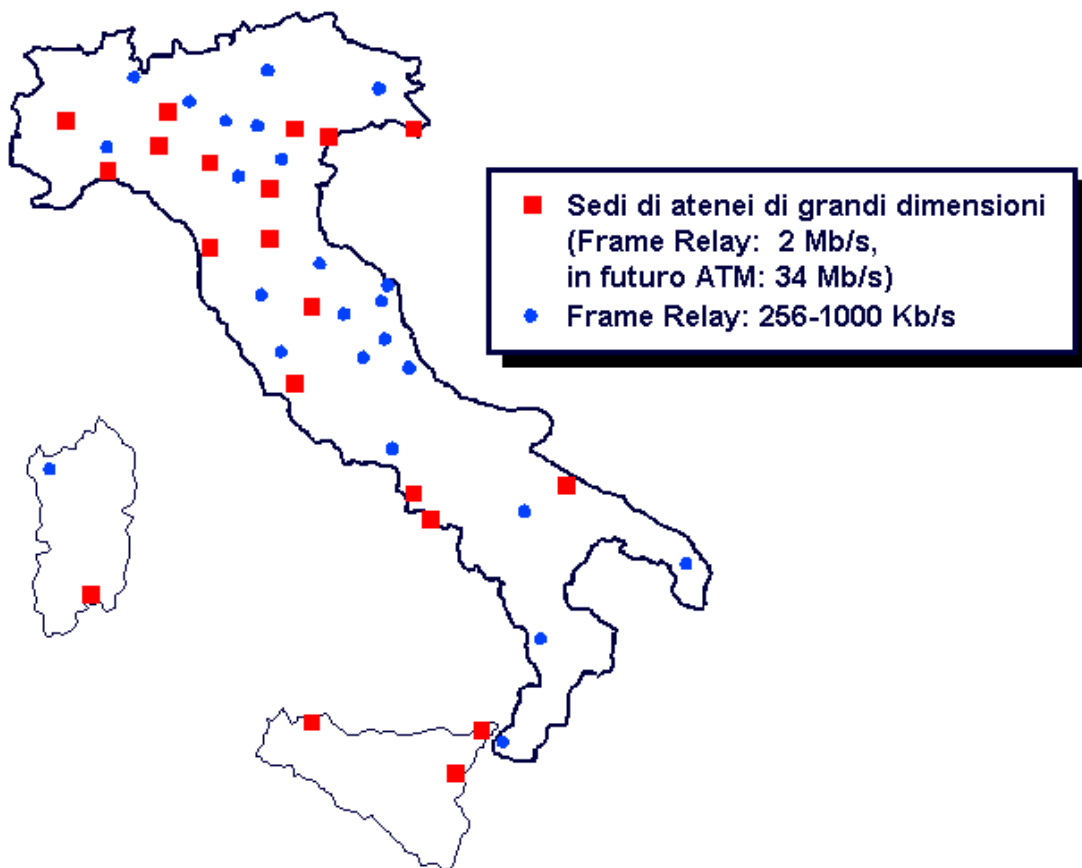 Sedi di atenei di grandi dimensioni
(Frame Relay: 2 Mb/s,
in futuro ATM: 34 Mb/s)
Frame Relay: 256-1000 Kb/s